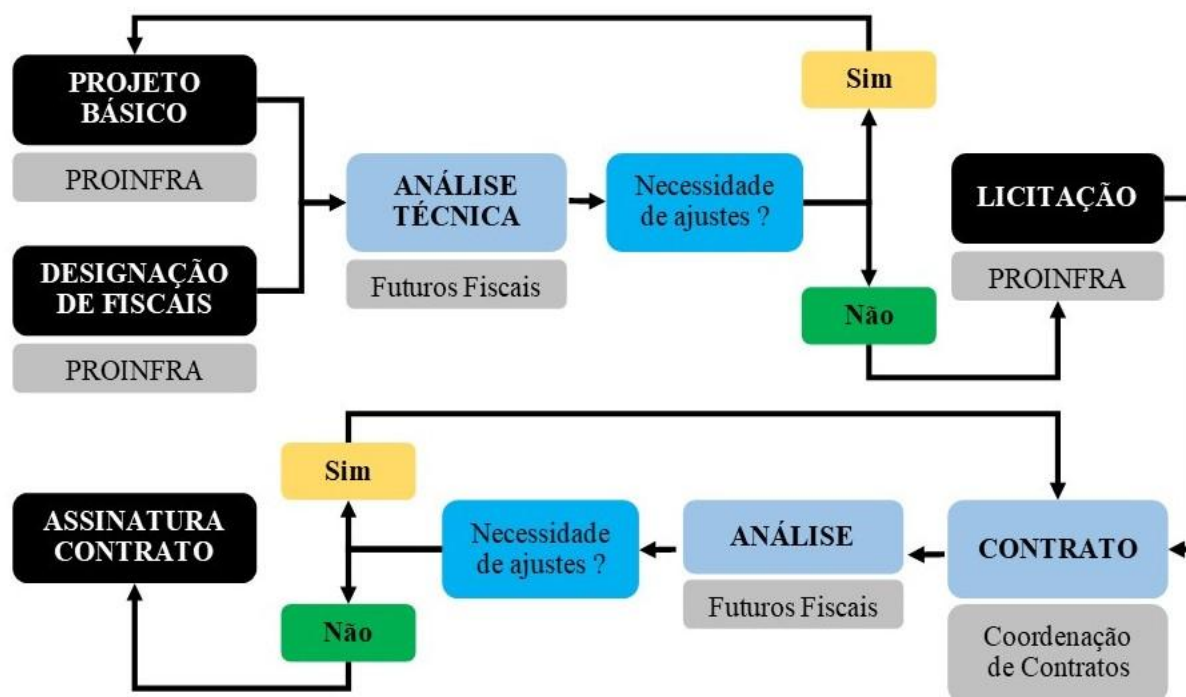 PROJETO
BÁSICO
PROINFRA
DESIGNAÇÃO
DE FISCAIS
PROINFRA
ANÁLISE
TÉCNICA
Futuros Fiscais
Necessidade
de ajustes ?
Sim
Não
LICITAÇÃO
PROINFRA
CONTRATO
Coordenação
de Contratos
ANÁLISE
Futuros Fiscais
Necessidade
de ajustes ?
Sim
Não
ASSINATURA
CONTRATO